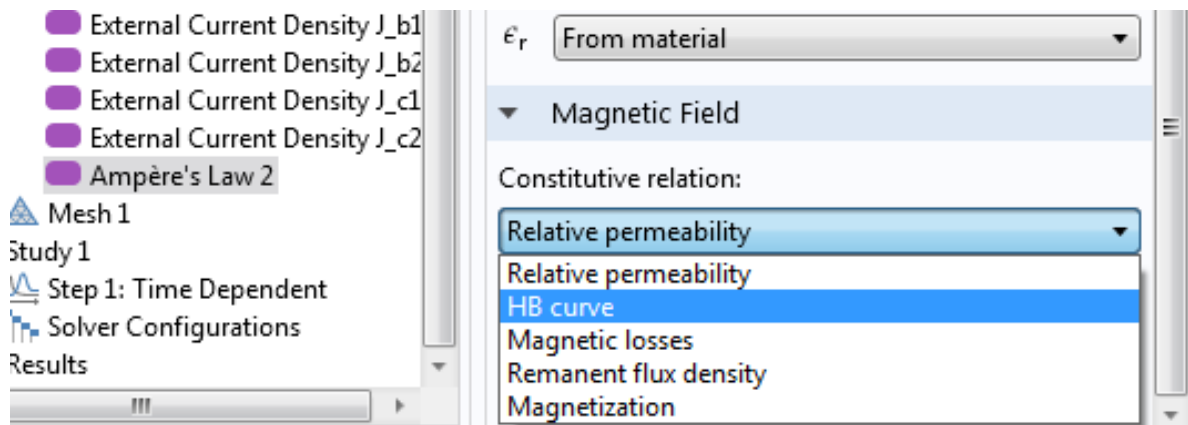 External Current Density J_b1
External Current Density J_b2
External Current Density J_c1
External Current Density J_c2
Ampère's Law 2
Mesh 1
Study 1
Step 1: Time Dependent
Solver Configurations
Results
ϵr From material
Magnetic Field
Constitutive relation:
Relative permeability
Relative permeability
HB curve
Magnetic losses
Remanent flux density
Magnetization